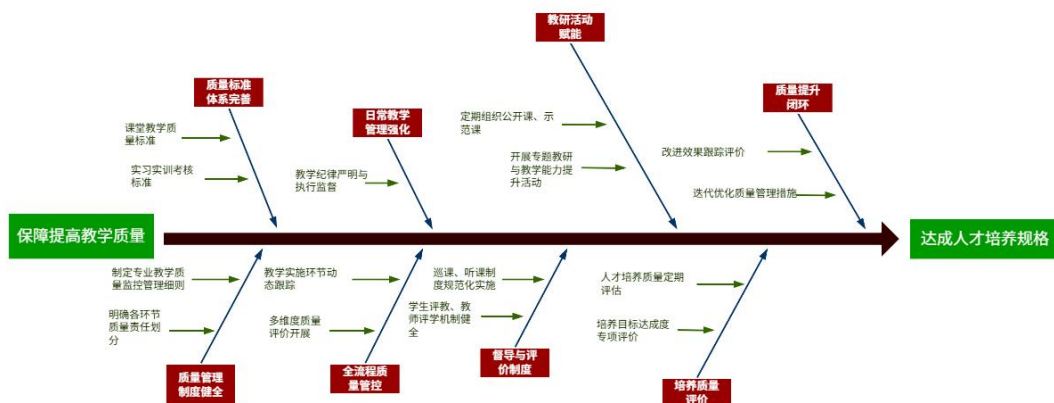 教研活动
赋能
质量标准
体系完善
日常教学
管理强化
质量提升
闭环
课堂教学质
量标准
实习实训考核
标准
教学纪律严明与
执行监督
定期组织公开课、示
范课
开展专题教研
与教学能力提
升活动
改进效果跟踪评价
迭代优化质量管理措施
保障提高教学质量
达成人才培养规格
制定专业教学质
量监控管理细则
明确各环节
质量责任划
分
教学实施环节动
态跟踪
多维度质量
评价开展
巡课、听课制
度规范化实施
学生评教、教
师评学机制健
全
人才培养质量定期
评估
培养目标达成度
专项评价
质量管理
制度健全
全流程质
量管控
督导与评
价制度
培养质量
评价